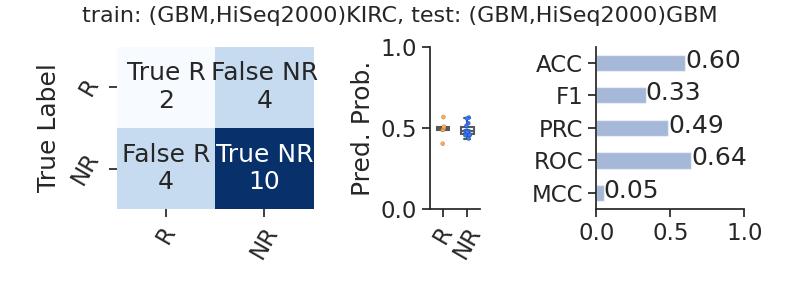 train: (GBM,HiSeq2000)KIRC, test: (GBM,HiSeq2000)GBM
True Label
R
NR
True R
2
False NR
4
False R
4
True NR
10
R
NR
Pred. Prob.
1.0
0.5
0.0
R
NR
ACC
0.60
F1
0.33
PRC
0.49
ROC
0.64
MCC
0.05
0.0
0.5
1.0